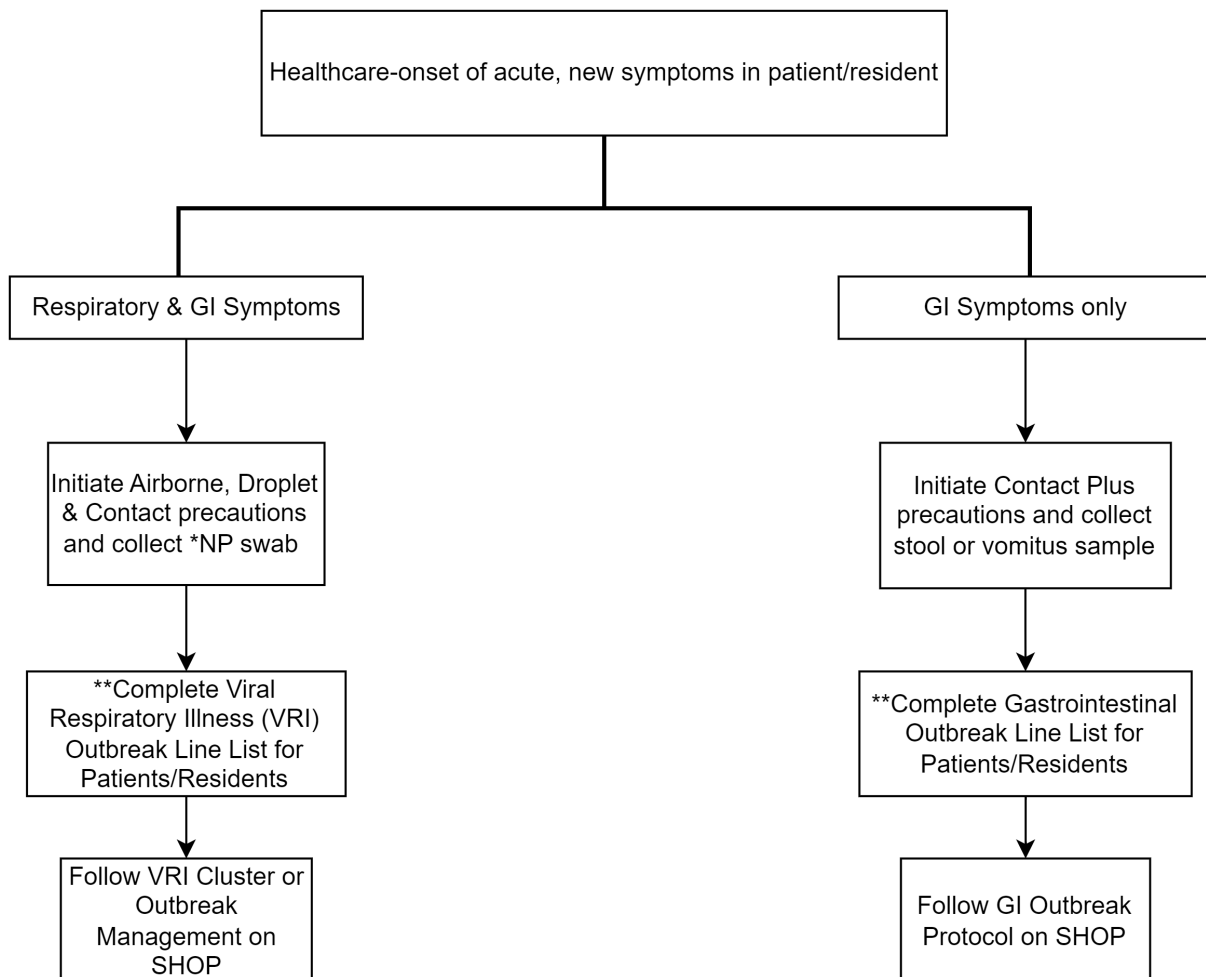 Healthcare-onset of acute, new symptoms in patient/resident
Respiratory & GI Symptoms
GI Symptoms only
Initiate Airborne, Droplet
& Contact precautions
and collect *NP swab
Initiate Contact Plus
precautions and collect
stool or vomitus sample
**Complete Viral
Respiratory Illness (VRI)
Outbreak Line List for
Patients/Residents
**Complete Gastrointestinal
Outbreak Line List for
Patients/Residents
Follow VRI Cluster or
Outbreak
Management on
SHOP
Follow GI Outbreak
Protocol on SHOP